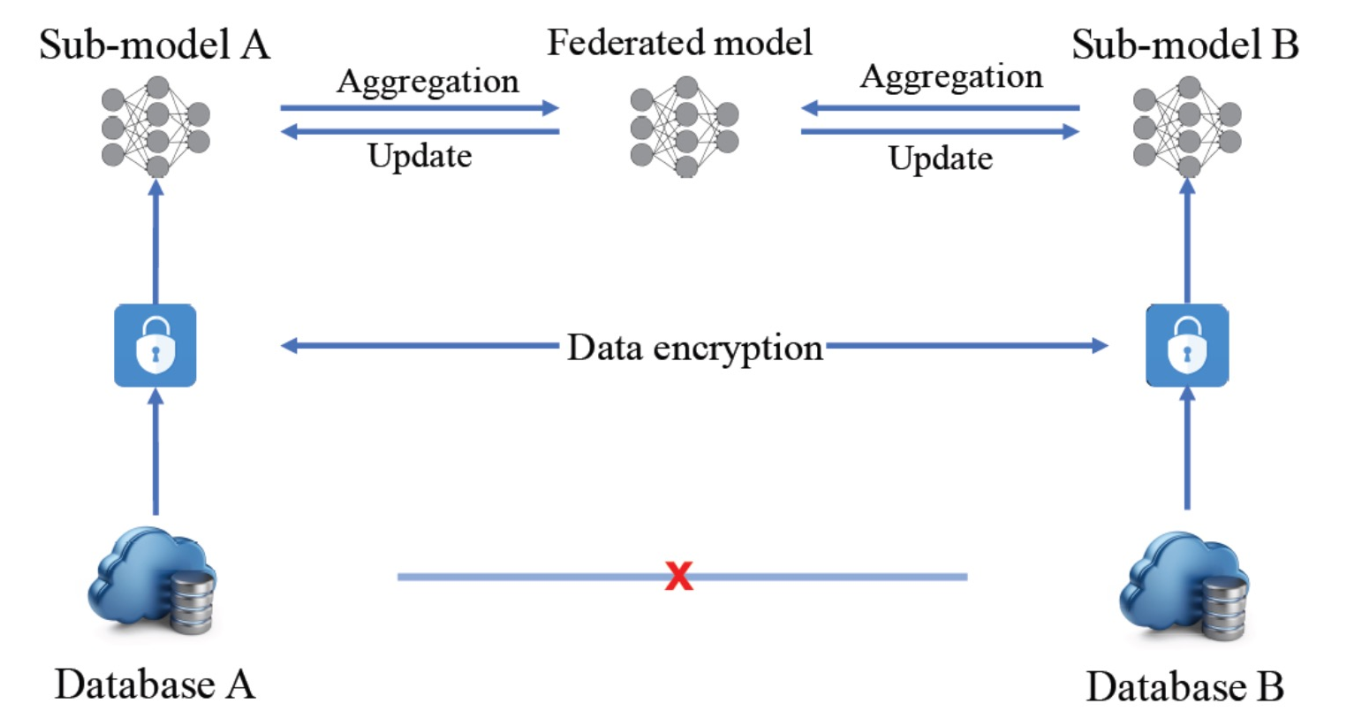 Sub-model A
Federated model
Sub-model B
Aggregation
Aggregation
Update
Update
Data encryption
X
Database A
Database B